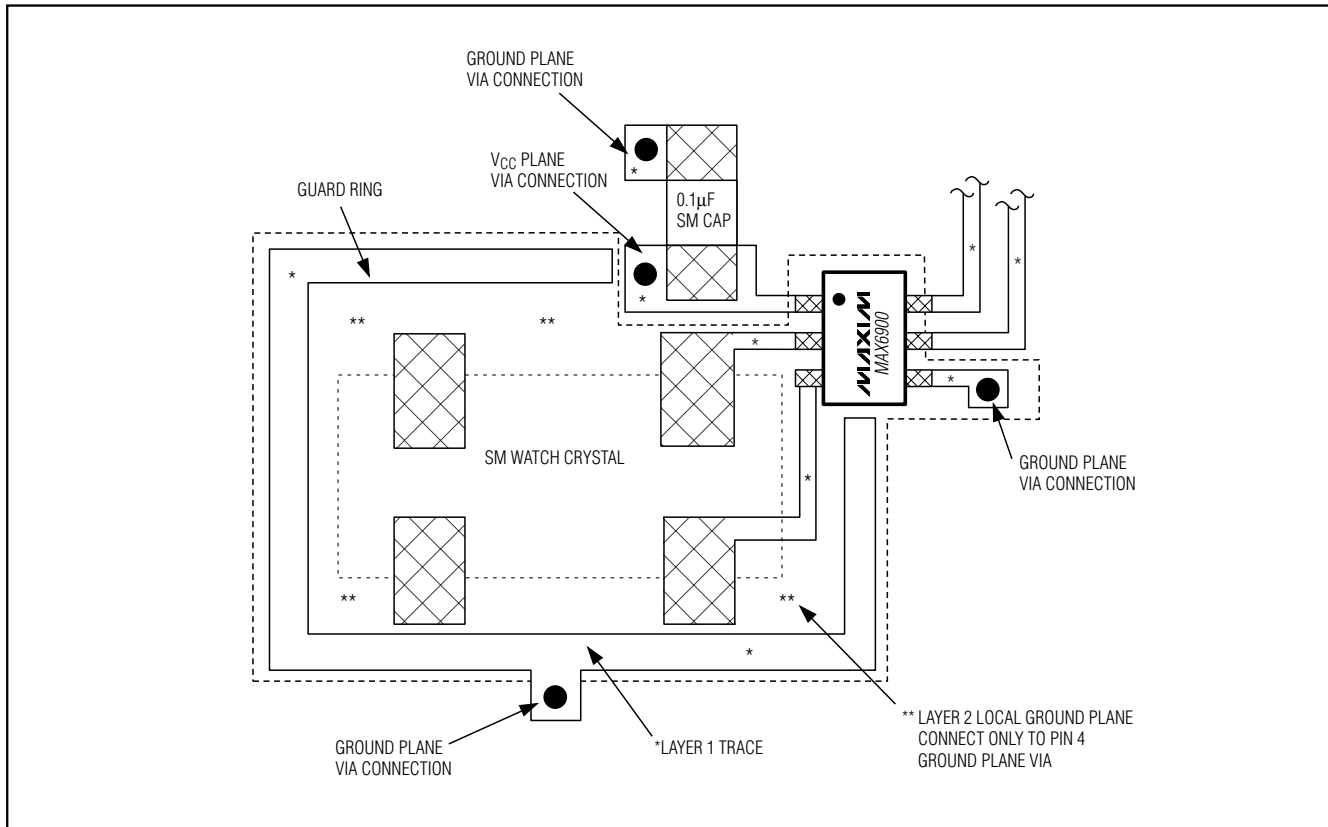 GROUND PLANE
VIA CONNECTION
VCC PLANE
VIA CONNECTION
GUARD RING
0.1µF
SM CAP
*
*
*
*
*
**
**
*
*
MAXIM
MAX6900
*
SM WATCH CRYSTAL
*
GROUND PLANE
VIA CONNECTION
**
**
*
GROUND PLANE
VIA CONNECTION
*LAYER 1 TRACE
** LAYER 2 LOCAL GROUND PLANE
CONNECT ONLY TO PIN 4
GROUND PLANE VIA